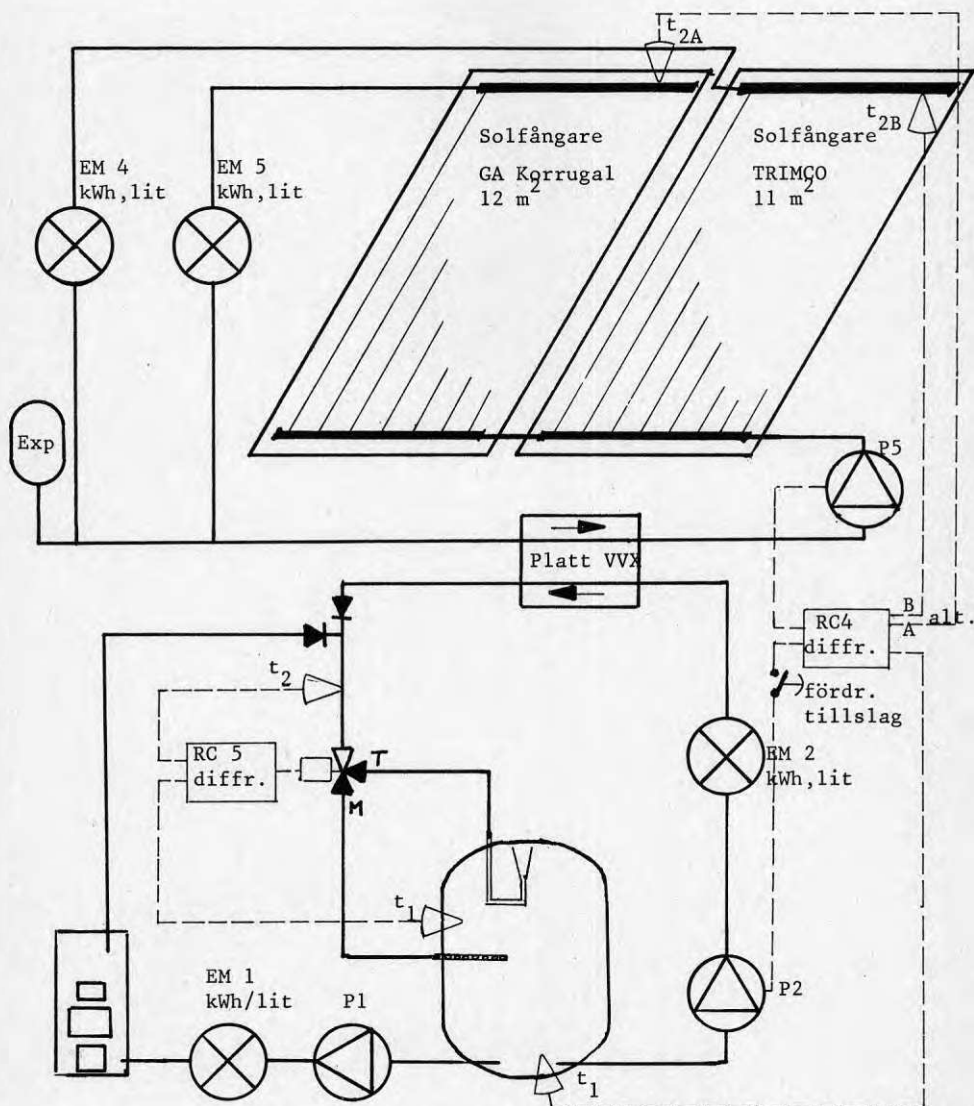 t2A
Solfångare
GA Korrugal
12 m2
Solfångare
TRIMCO
11 m2
t2B
EM 4
kWh,lit
EM 5
kWh,lit
Exp
P5
Platt VVX
RC4
diffr.
B
A
alt.
fördr.
tillslag
t2
RC 5
diffr.
T
M
EM 2
kWh,lit
t1
EM 1
kWh/lit
P1
P2
t1